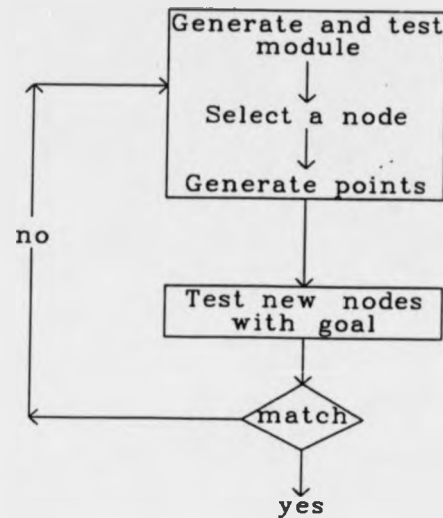 Generate and test
module
Select a node
Generate points
no
Test new nodes
with goal
match
yes